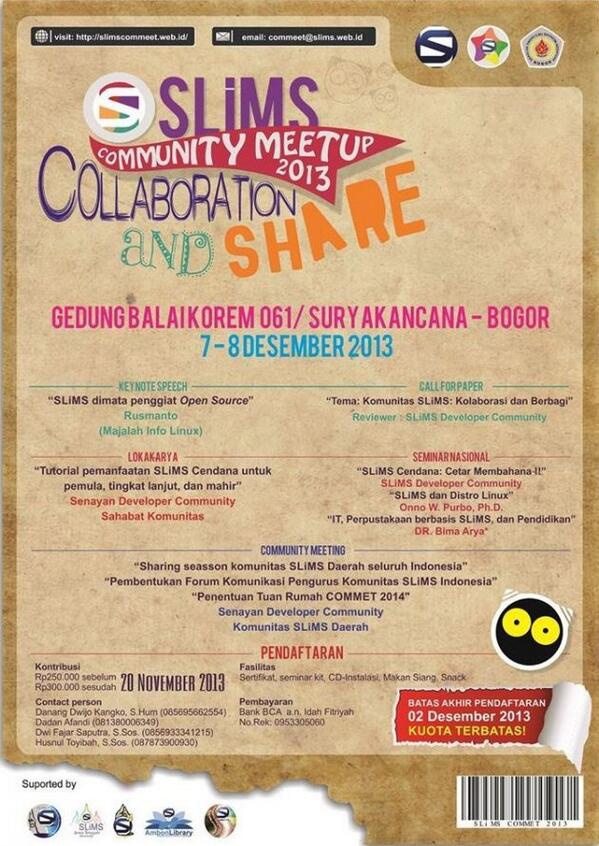 visit: http://slimscommeet.web.id/
email: commeet@slims.web.id
SLiMS
COMMUNITY MEETUP
2013
COLLABORATION
AND SHARE
GEDUNG BALAI KOREM 061/ SURYAKANCANA - BOGOR
7 - 8 DESEMBER 2013
KEYNOTE SPEECH
"SLiMS dimata penggiat Open Source"
Rusmanto
(Majalah Info Linux)
CALL FOR PAPER
"Tema: Komunitas SLiMS: Kolaborasi dan Berbagi"
Reviewer : SLiMS Developer Community
LOKAKARYA
"Tutorial pemanfaatan SLiMS Cendana untuk
pemula, tingkat lanjut, dan mahir"
Senayan Developer Community
Sahabat Komunitas
SEMINAR NASIONAL
"SLiMS Cendana: Cetar Membahana !!"
SLiMS Developer Community
"SLiMS dan Distro Linux"
Onno W. Purbo, Ph.D.
"IT, Perpustakaan berbasis SLiMS, dan Pendidikan"
DR. Bima Arya*
COMMUNITY MEETING
"Sharing seasson komunitas SLiMS Daerah seluruh Indonesia"
"Pembentukan Forum Komunikasi Pengurus Komunitas SLiMS Indonesia"
"Penentuan Tuan Rumah COMMET 2014"
Senayan Developer Community
Komunitas SLiMS Daerah
PENDAFTARAN
Kontribusi
Rp250.000 sebelum
Rp300.000 sesudah
20 NOVEMBER 2013
Fasilitas
Sertifikat, seminar kit, CD-Instalasi, Makan Siang, Snack
Contact person
Danang Dwijo Kangko, S.Hum (085695662554)
Dadan Afandi (081380006349)
Dwi Fajar Saputra, S.Sos. (0856933341215)
Husnul Toyibah, S.Sos. (087873900930)
Pembayaran
Bank BCA a.n. Idah Fitriyah
No.Rek: 0953305060
BATAS AKHIR PENDAFTARAN
02 Desember 2013
KUOTA TERBATAS!
Suported by
SLiMS
AmbonLibrary
SLiMS COMMET 2013